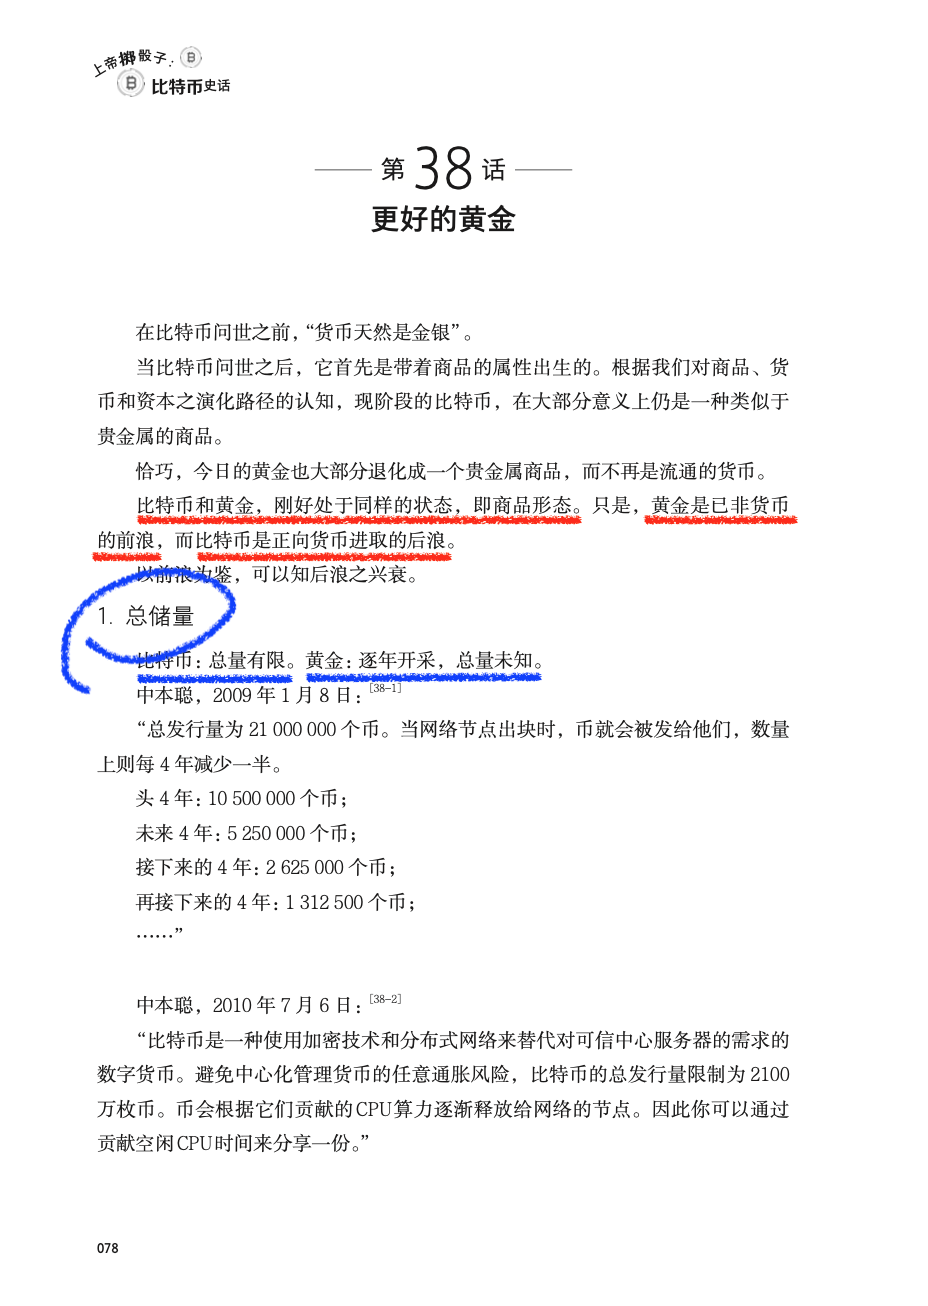 上帝掷骰子：
比特币史话
第38话
更好的黄金
在比特币问世之前，“货币天然是金银”。
当比特币问世之后，它首先是带着商品的属性出生的。根据我们对商品、货
币和资本之演化路径的认知，现阶段的比特币，在大部分意义上仍是一种类似于
贵金属的商品。
恰巧，今日的黄金也大部分退化成一个贵金属商品，而不再是流通的货币。
比特币和黄金，刚好处于同样的状态，即商品形态。只是，黄金是已非货币
的前浪，而比特币是正向货币进取的后浪。
以前浪为鉴，可以知后浪之兴衰。
1. 总储量
比特币：总量有限。黄金：逐年开采，总量未知。
中本聪，2009 年 1 月 8 日：[38-1]
“总发行量为 21 000 000 个币。当网络节点出块时，币就会被发给他们，数量
上则每 4 年减少一半。
头 4 年：10 500 000 个币；
未来 4 年：5 250 000 个币；
接下来的 4 年：2 625 000 个币；
再接下来的 4 年：1 312 500 个币；
……”
中本聪，2010 年 7 月 6 日：[38-2]
“比特币是一种使用加密技术和分布式网络来替代对可信中心服务器的需求的
数字货币。避免中心化管理货币的任意通胀风险，比特币的总发行量限制为 2100
万枚币。币会根据它们贡献的CPU算力逐渐释放给网络的节点。因此你可以通过
贡献空闲CPU时间来分享一份。”
078